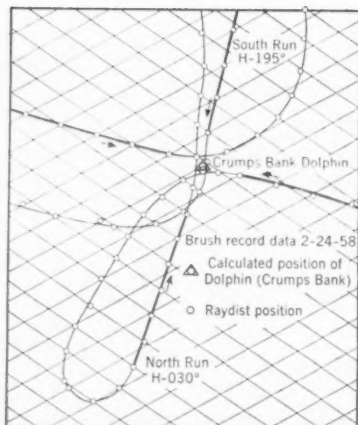 South Run
H-195°
Crumps Bank Dolphin
Brush record data 2-24-58
Calculated position of
Dolphin (Crumps Bank)
Raydist position
North Run
H-030°